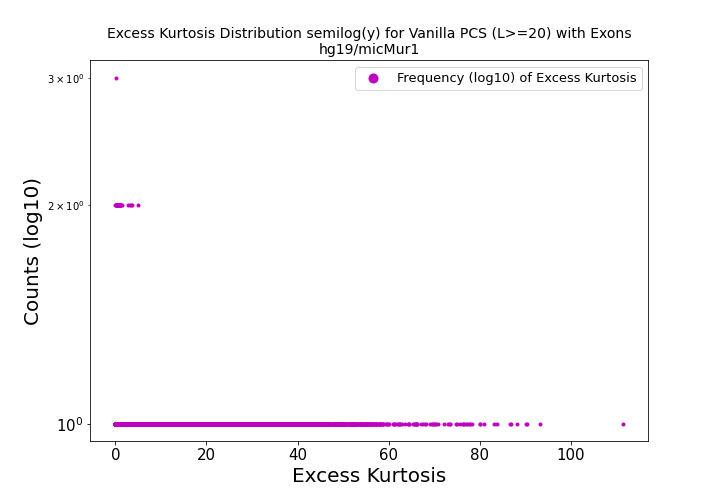 Excess Kurtosis Distribution semilog(y) for Vanilla PCS (L>=20) with Exons
hg19/micMur1
Frequency (log10) of Excess Kurtosis
3 × 10⁰
2 × 10⁰
10⁰
Counts (log10)
0 20 40 60 80 100
Excess Kurtosis